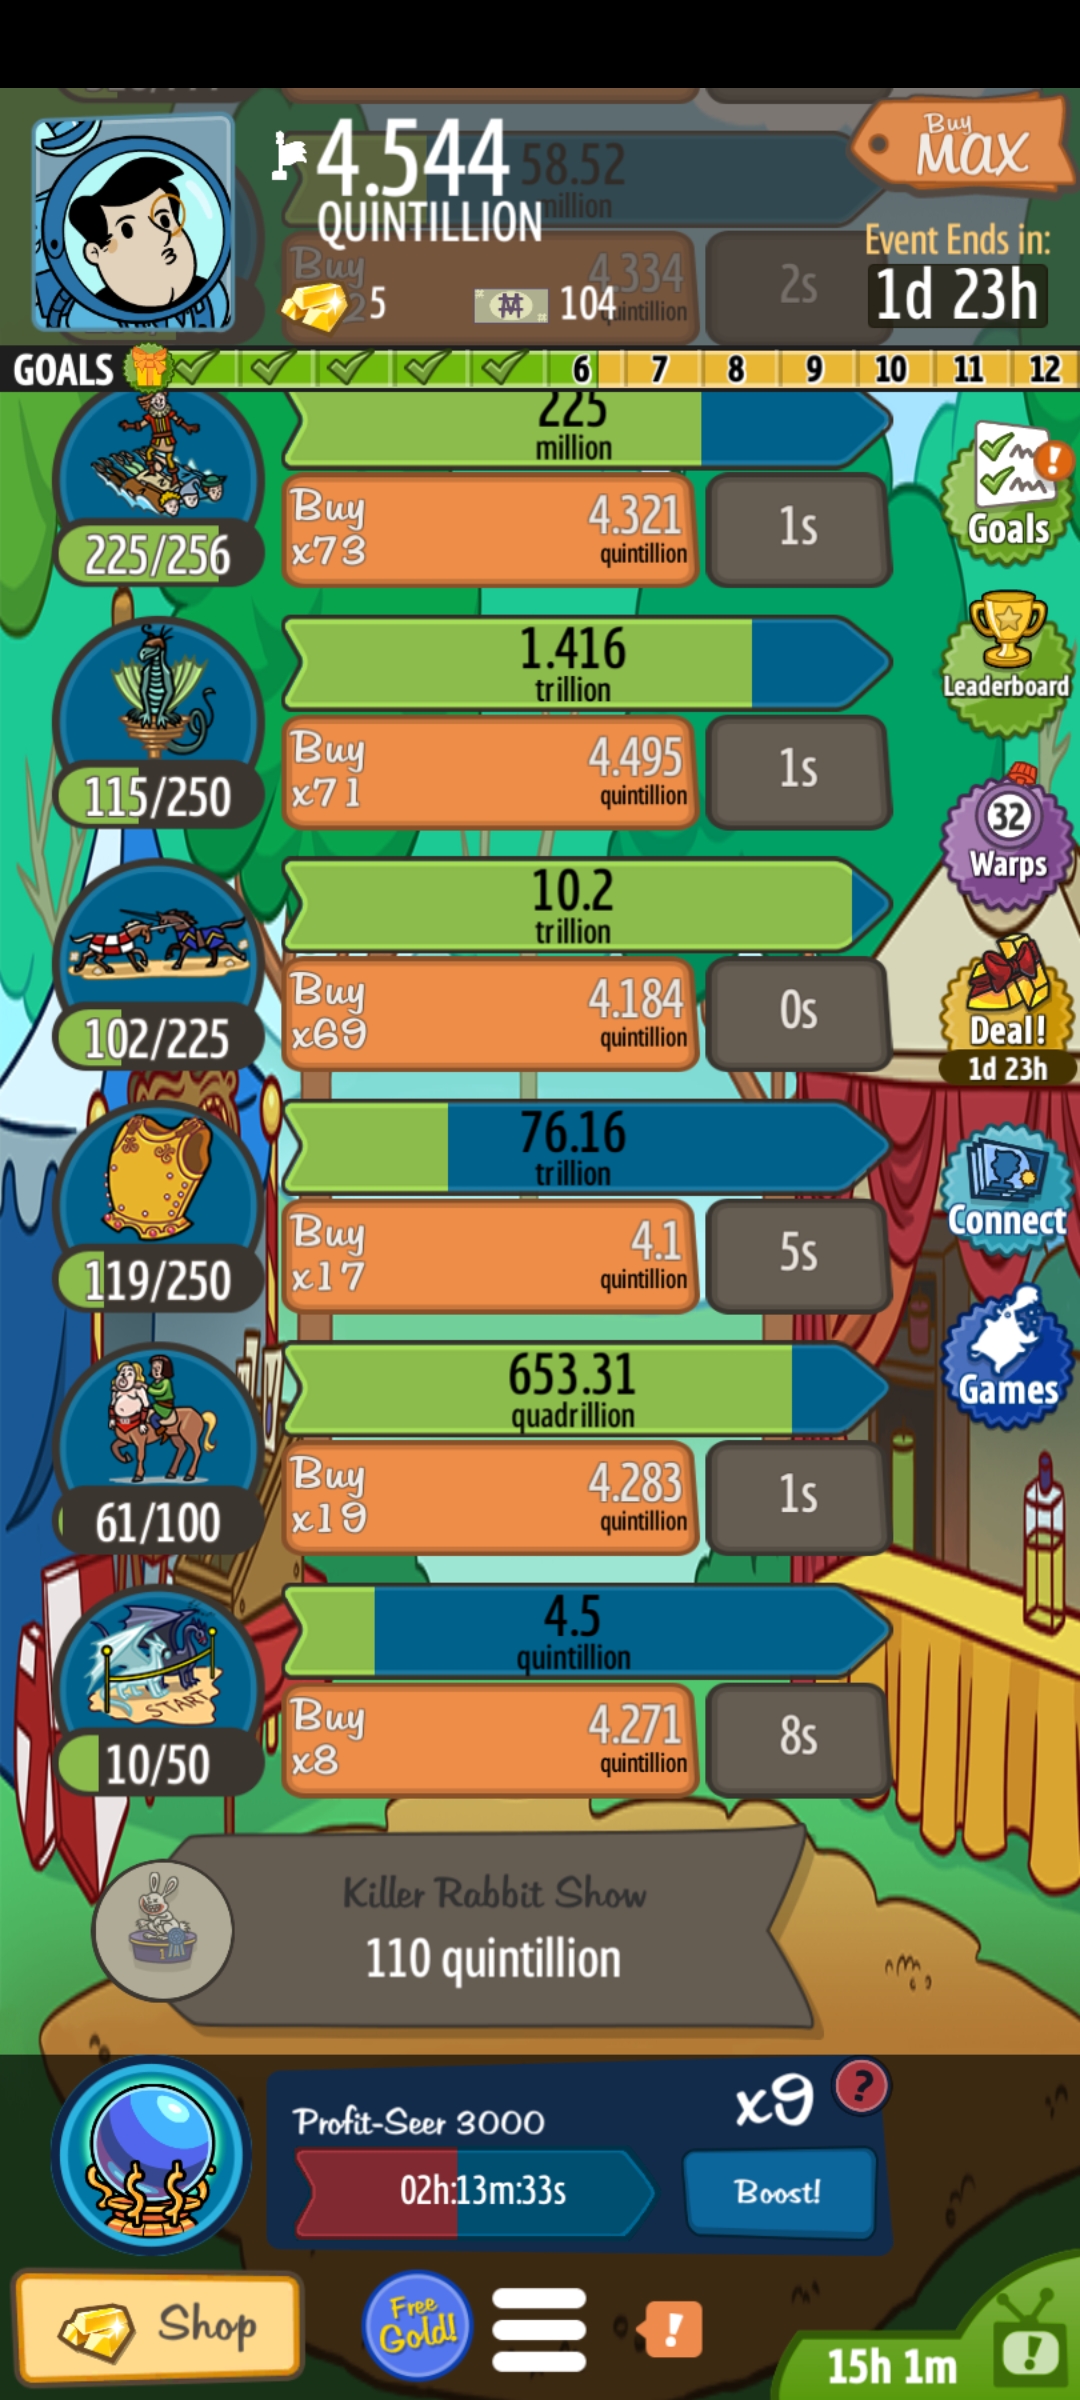 4.544
58.52
QUINTILLION
million
Buy
MAX
Event Ends in:
1d 23h
Buy
4.334
quintillion
2s
5
104
GOALS
6
7
8
9
10
11
12
225
million
225/256
Buy
x73
4.321
quintillion
1s
Goals
1.416
trillion
115/250
Buy
x71
4.495
quintillion
1s
Leaderboard
32
Warps
10.2
trillion
102/225
Buy
x69
4.184
quintillion
0s
Deal!
1d 23h
76.16
trillion
119/250
Buy
x17
4.1
quintillion
5s
Connect
Games
653.31
quadrillion
61/100
Buy
x19
4.283
quintillion
1s
START
4.5
quintillion
10/50
Buy
x8
4.271
quintillion
8s
Killer Rabbit Show
110 quintillion
1
Profit-Seer 3000
x9
?
02h:13m:33s
Boost!
Shop
Free
Gold!
!
15h 1m
!